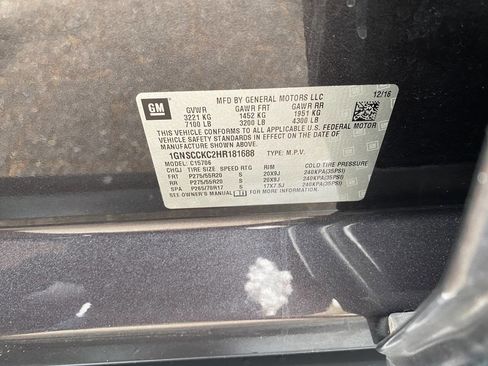 GM
MFD BY GENERAL MOTORS LLC
12/16
GVWR GAWR FRT GAWR RR
3221 KG 1452 KG 1951 KG
7100 LB 3200 LB 4300 LB
THIS VEHICLE CONFORMS TO ALL APPLICABLE U.S. FEDERAL MOTOR
VEHICLE SAFETY STANDARDS IN EFFECT ON THE DATE OF
MANUFACTURE SHOWN ABOVE.
1GNSCCKC2HR181688 TYPE: M.P.V.
MODEL: C15706
TIRE SIZE SPEED RTG RIM COLD TIRE PRESSURE
FRT P275/55R20 S 20X9J 240KPA(35PSI)
RR P275/55R20 S 20X9J 240KPA(35PSI)
SPA P265/70R17 S 17X7.5J 240KPA(35PSI)
SEE OWNER'S MANUAL FOR MORE INFORMATION.